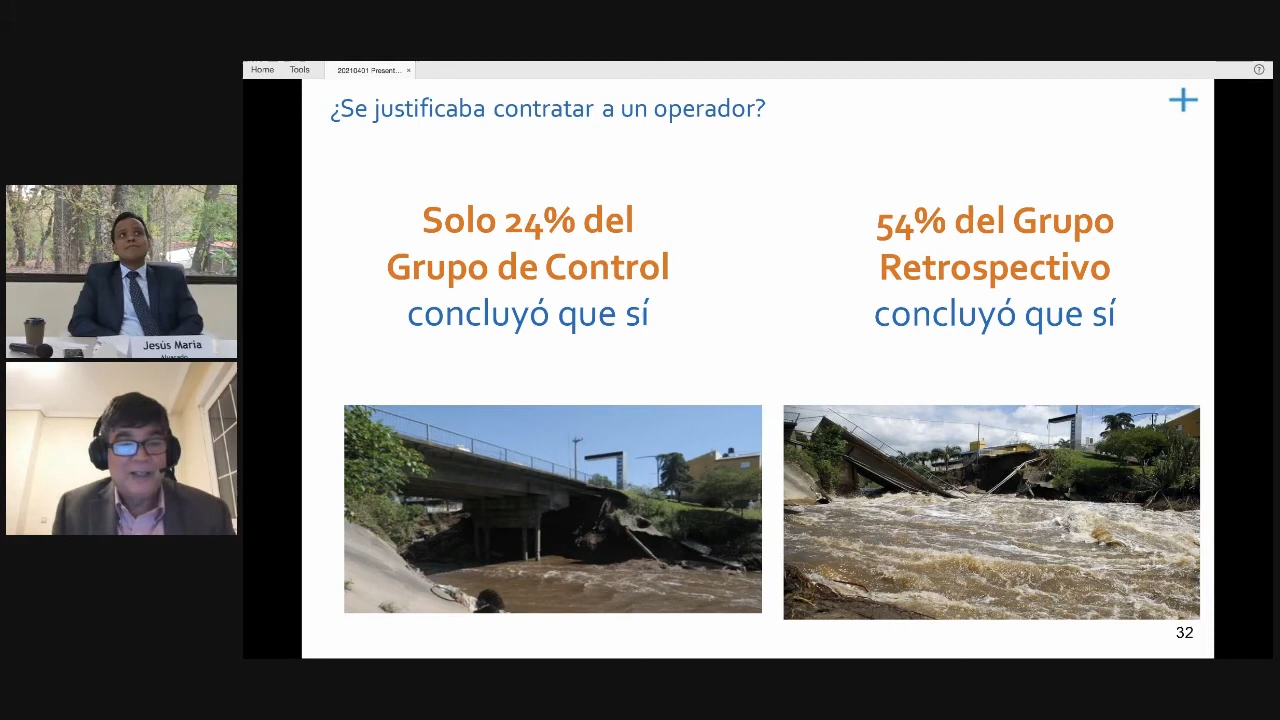 Home
Tools
20210401 Present... ×
?
¿Se justificaba contratar a un operador?
Solo 24% del
Grupo de Control
concluyó que sí
54% del Grupo
Retrospectivo
concluyó que sí
32
Jesús María
Alvarado